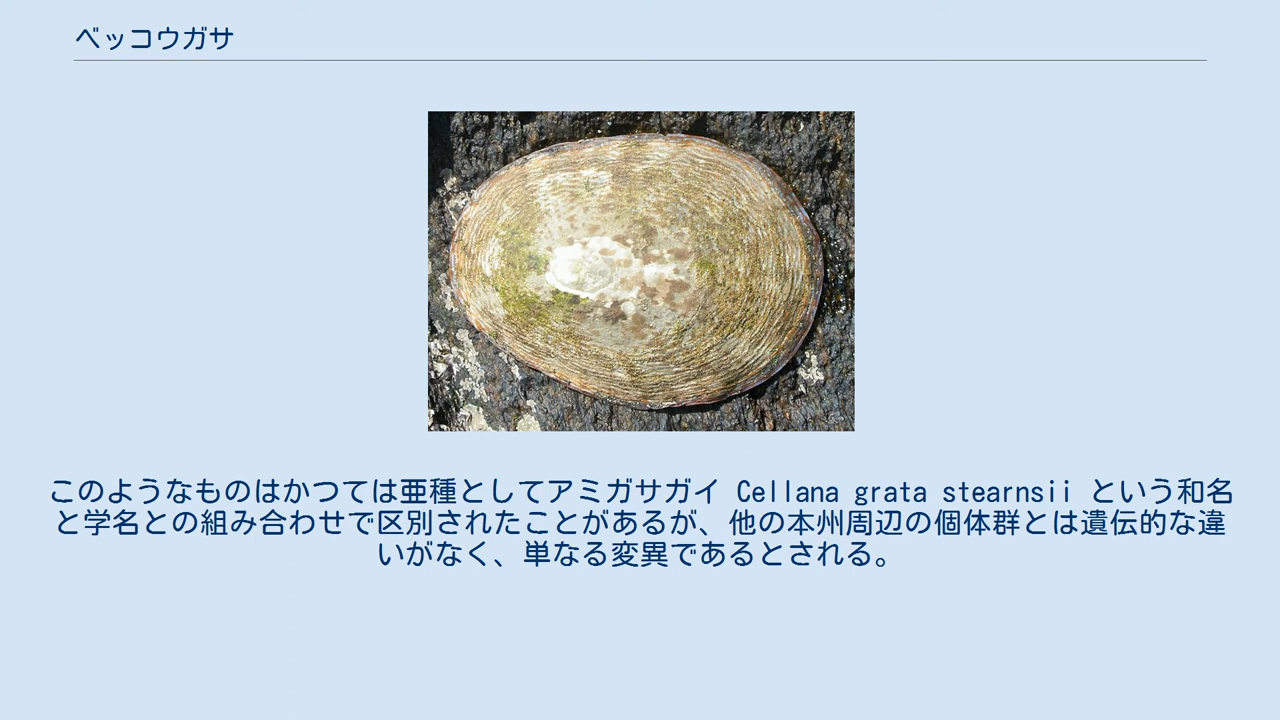 ベッコウガサ
このようなものはかつては亜種としてアミガサガイ Cellana grata stearnsii という和名
と学名との組み合わせで区別されたことがあるが、他の本州周辺の個体群とは遺伝的な違
いがなく、単なる変異であるとされる。